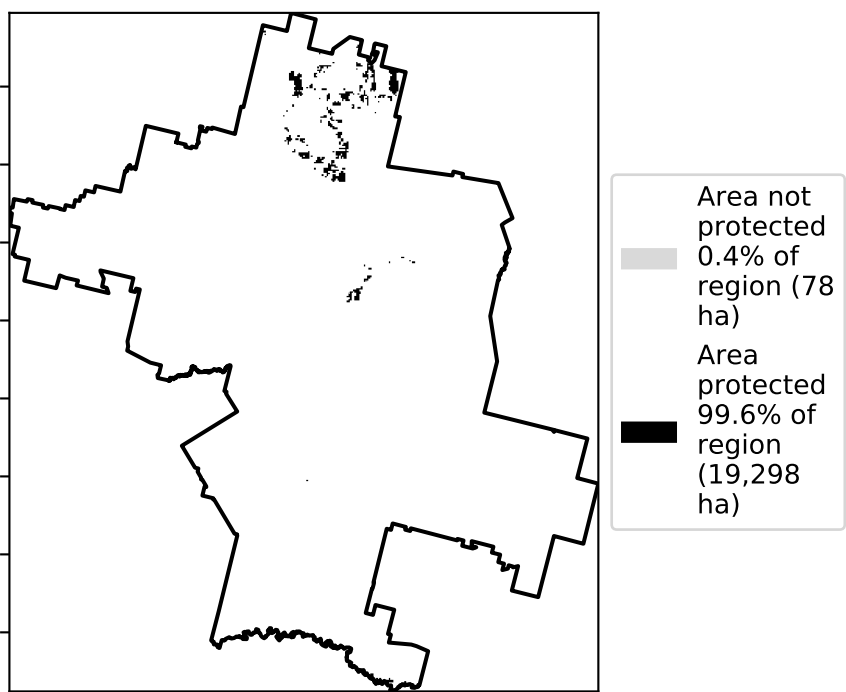 Area not
protected
0.4% of
region (78
ha)
Area
protected
99.6% of
region
(19,298
ha)